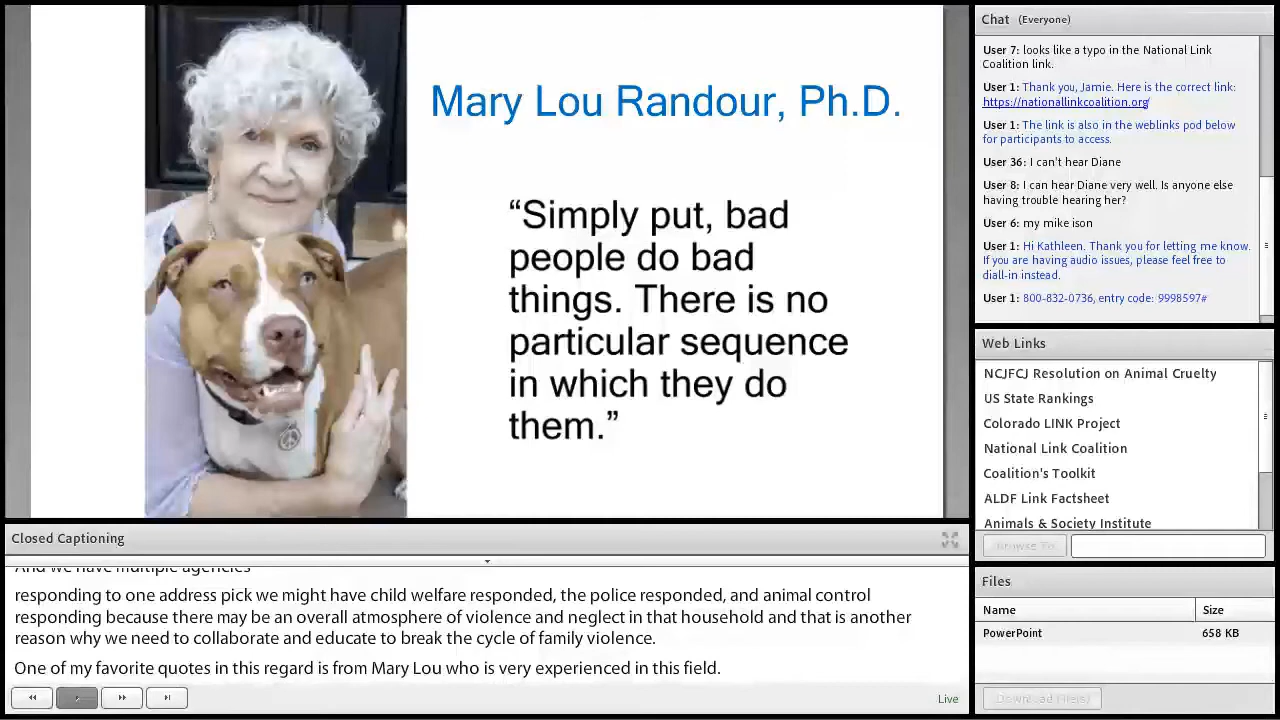 Mary Lou Randour, Ph.D.
“Simply put, bad
people do bad
things. There is no
particular sequence
in which they do
them.”
Closed Captioning
And we have multiple agencies
responding to one address pick we might have child welfare responded, the police responded, and animal control
responding because there may be an overall atmosphere of violence and neglect in that household and that is another
reason why we need to collaborate and educate to break the cycle of family violence.
One of my favorite quotes in this regard is from Mary Lou who is very experienced in this field.
Live
Chat (Everyone)
User 7: looks like a typo in the National Link
Coalition link.
User 1: Thank you, Jamie. Here is the correct link:
https://nationallinkcoalition.org/
User 1: The link is also in the weblinks pod below
for participants to access.
User 36: I can't hear Diane
User 8: I can hear Diane very well. Is anyone else
having trouble hearing her?
User 6: my mike ison
User 1: Hi Kathleen. Thank you for letting me know.
If you are having audio issues, please feel free to
diall-in instead.
User 1: 800-832-0736, entry code: 9998597#
Web Links
NCJFCJ Resolution on Animal Cruelty
US State Rankings
Colorado LINK Project
National Link Coalition
Coalition's Toolkit
ALDF Link Factsheet
Animals & Society Institute
Browse To
Files
Name Size
PowerPoint 658 KB
Download File(s)